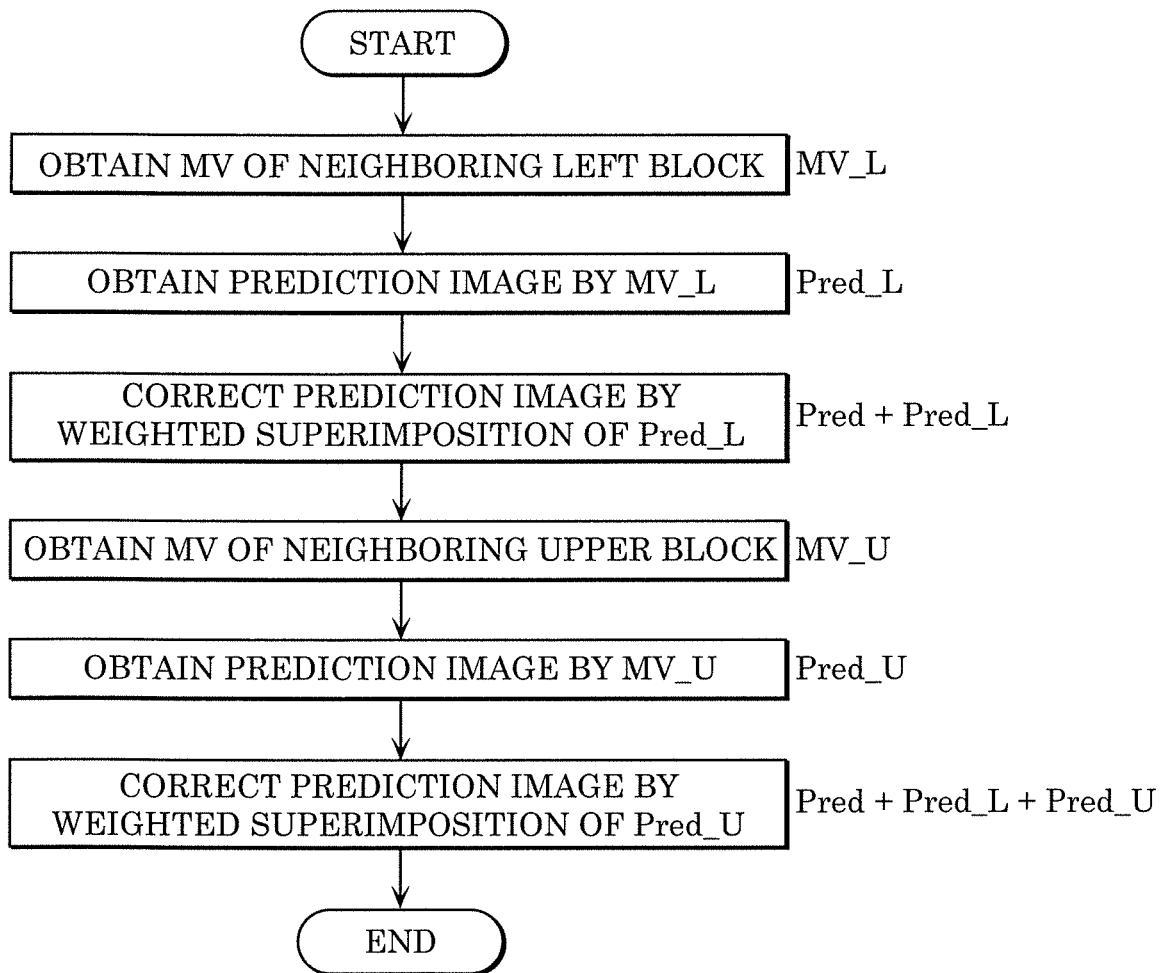 START
OBTAIN MV OF NEIGHBORING LEFT BLOCK
MV_L
OBTAIN PREDICTION IMAGE BY MV_L
Pred_L
CORRECT PREDICTION IMAGE BY
WEIGHTED SUPERIMPOSITION OF Pred_L
Pred + Pred_L
OBTAIN MV OF NEIGHBORING UPPER BLOCK
MV_U
OBTAIN PREDICTION IMAGE BY MV_U
Pred_U
CORRECT PREDICTION IMAGE BY
WEIGHTED SUPERIMPOSITION OF Pred_U
Pred + Pred_L + Pred_U
END